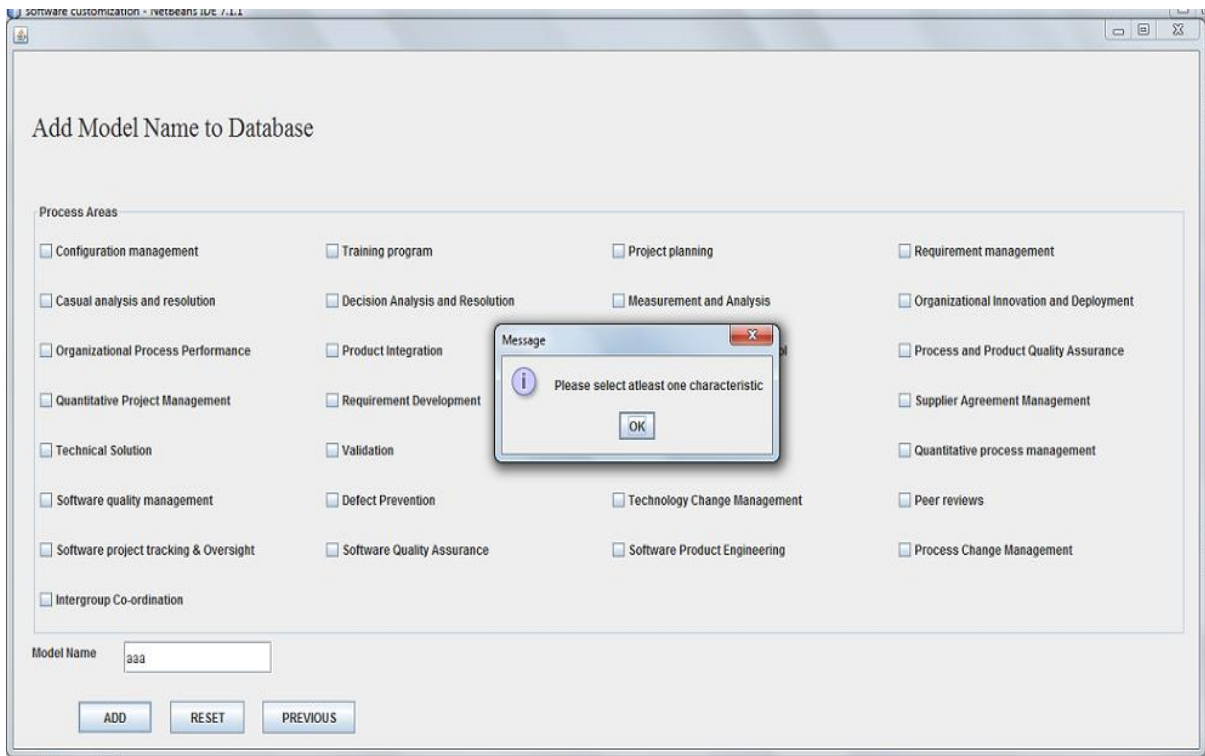 software customization - NetBeans IDE 7.1.1
Add Model Name to Database
Process Areas
Configuration management
Training program
Project planning
Requirement management
Casual analysis and resolution
Decision Analysis and Resolution
Measurement and Analysis
Organizational Innovation and Deployment
Organizational Process Performance
Product Integration
Process and Product Quality Assurance
Quantitative Project Management
Requirement Development
Supplier Agreement Management
Technical Solution
Validation
Quantitative process management
Message
Please select atleast one characteristic
OK
Software quality management
Defect Prevention
Technology Change Management
Peer reviews
Software project tracking & Oversight
Software Quality Assurance
Software Product Engineering
Process Change Management
Intergroup Co-ordination
Model Name
aaa
ADD
RESET
PREVIOUS